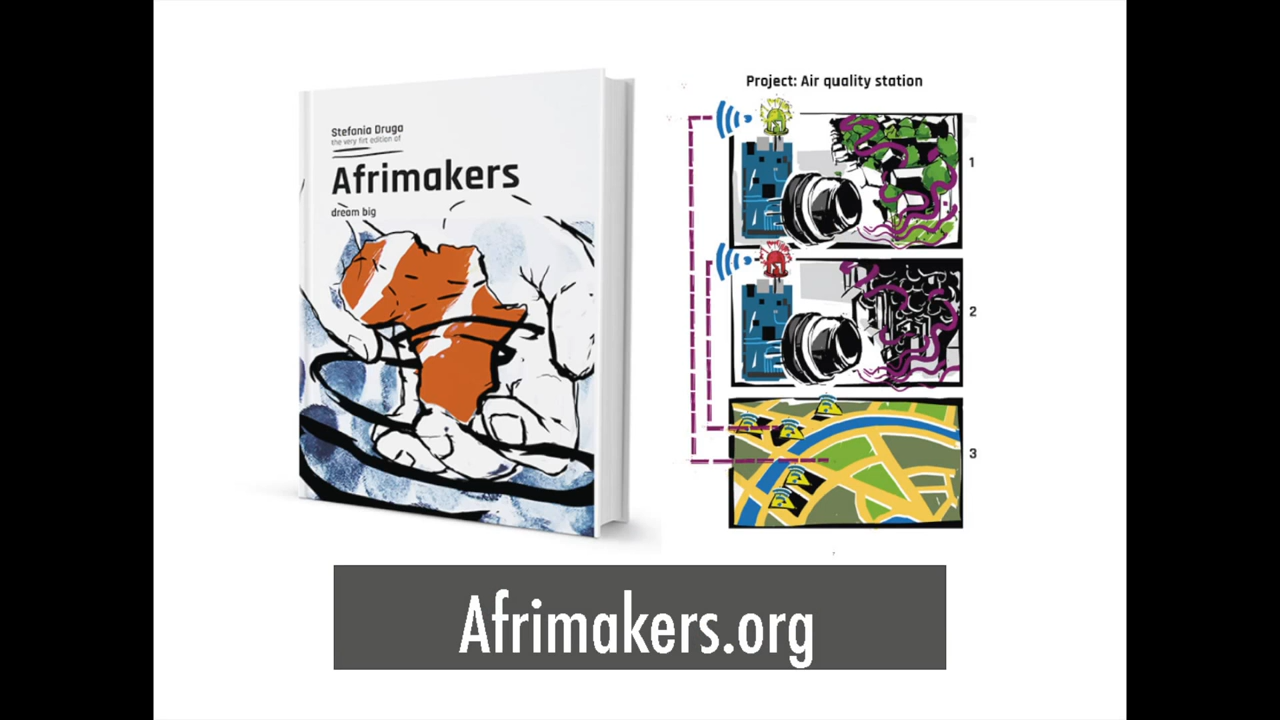 Stefania Druga
the very firt edition of
Afrimakers
dream big
Project: Air quality station
1
2
3
Afrimakers.org